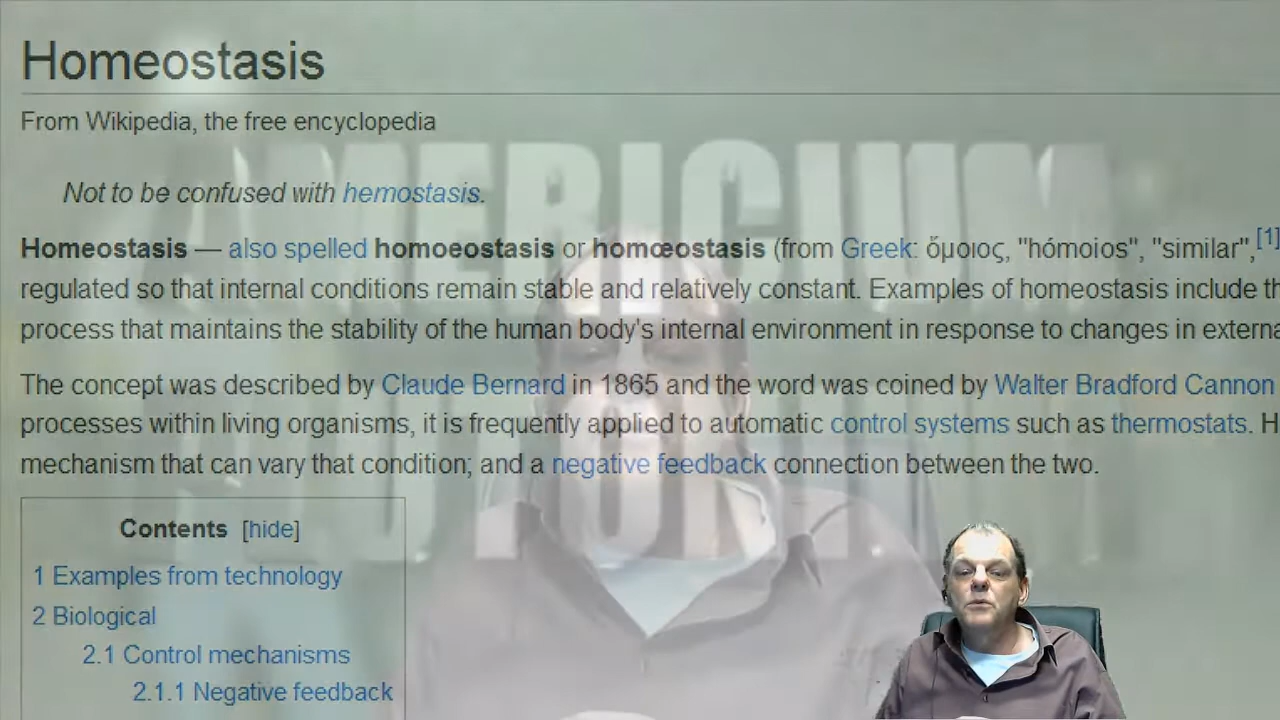 Homeostasis
From Wikipedia, the free encyclopedia
AMERICIUM
Not to be confused with hemostasis.
Homeostasis — also spelled homoeostasis or homœostasis (from Greek: ὅμοιος, "hómoios", "similar",[1]
regulated so that internal conditions remain stable and relatively constant. Examples of homeostasis include
process that maintains the stability of the human body's internal environment in response to changes in
The concept was described by Claude Bernard in 1865 and the word was coined by Walter Bradford Cannon
processes within living organisms, it is frequently applied to automatic control systems such as thermostats.
mechanism that can vary that condition; and a negative feedback connection between the two.
Contents [hide]
1 Examples from technology
2 Biological
2.1 Control mechanisms
2.1.1 Negative feedback